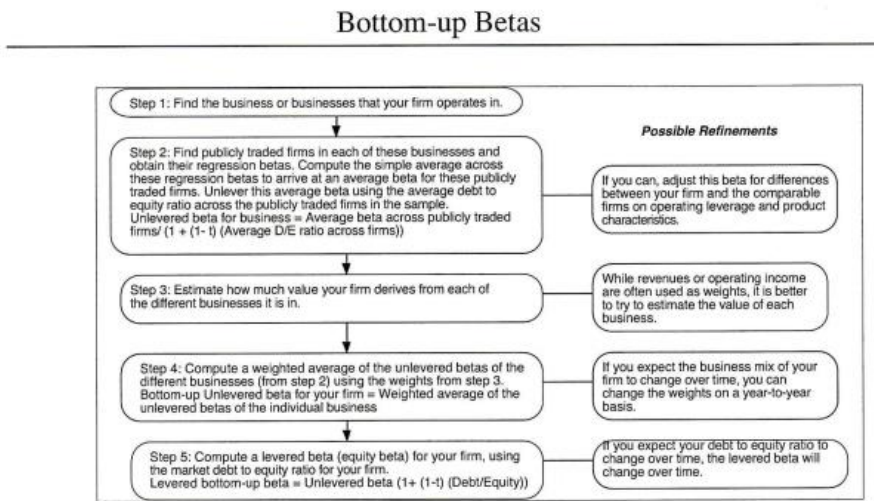 Bottom-up Betas
Step 1: Find the business or businesses that your firm operates in.
Possible Refinements
Step 2: Find publicly traded firms in each of these businesses and
obtain their regression betas. Compute the simple average across
these regression betas to arrive at an average beta for these publicly
traded firms. Unlever this average beta using the average debt to
equity ratio across the publicly traded firms in the sample.
Unlevered beta for business = Average beta across publicly traded
firms/ (1 + (1- t) (Average D/E ratio across firms))
If you can, adjust this beta for differences
between your firm and the comparable
firms on operating leverage and product
characteristics.
Step 3: Estimate how much value your firm derives from each of
the different businesses it is in.
While revenues or operating income
are often used as weights, it is better
to try to estimate the value of each
business.
Step 4: Compute a weighted average of the unlevered betas of the
different businesses (from step 2) using the weights from step 3.
Bottom-up Unlevered beta for your firm = Weighted average of the
unlevered betas of the individual business
If you expect the business mix of your
firm to change over time, you can
change the weights on a year-to-year
basis.
Step 5: Compute a levered beta (equity beta) for your firm, using
the market debt to equity ratio for your firm.
Levered bottom-up beta = Unlevered beta (1+ (1-t) (Debt/Equity))
If you expect your debt to equity ratio to
change over time, the levered beta will
change over time.